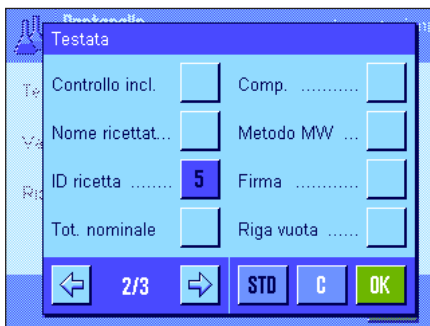 Testata
Controllo incl.
Comp. ...........
Nome ricettat...
Metodo MW ...
ID ricetta ........ 5
Firma ............
Tot. nominale
Riga vuota ......
2/3
STD
C
OK